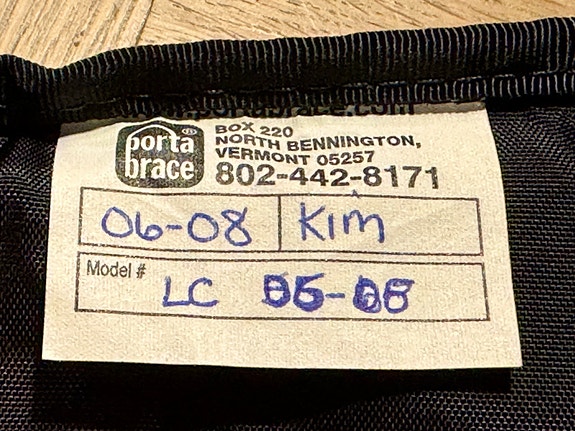 porta® brace
BOX 220
NORTH BENNINGTON,
VERMONT 05257
802-442-8171
06-08 Kim
Model # LC